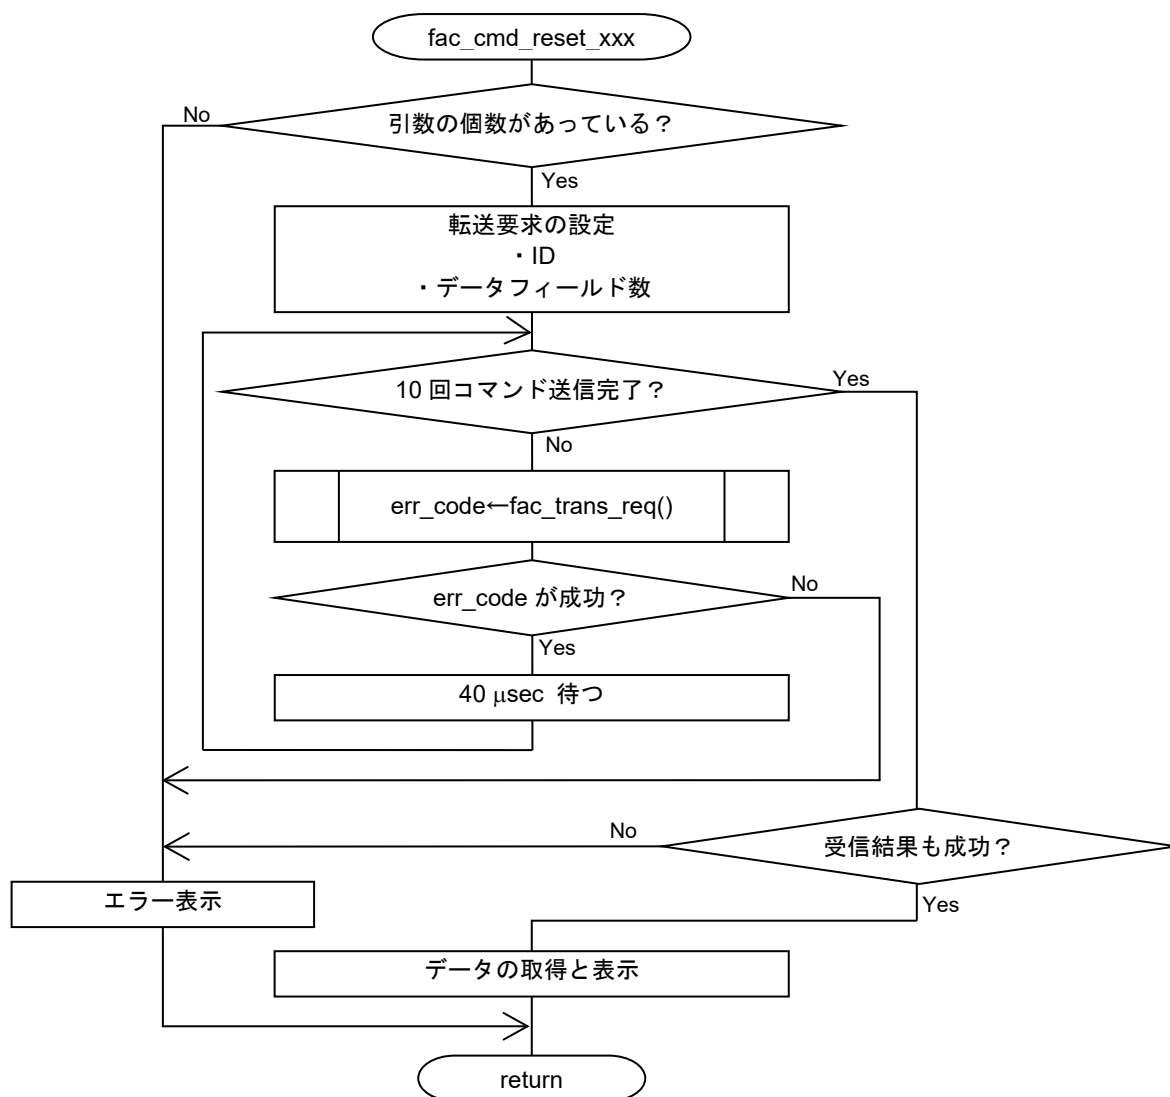 fac_cmd_reset_xxx
No
引数の個数があっている？
Yes
転送要求の設定
・ID
・データフィールド数
10 回コマンド送信完了？
Yes
No
err_code←fac_trans_req()
err_code が成功？
No
Yes
40 μsec 待つ
No
受信結果も成功？
Yes
エラー表示
データの取得と表示
return